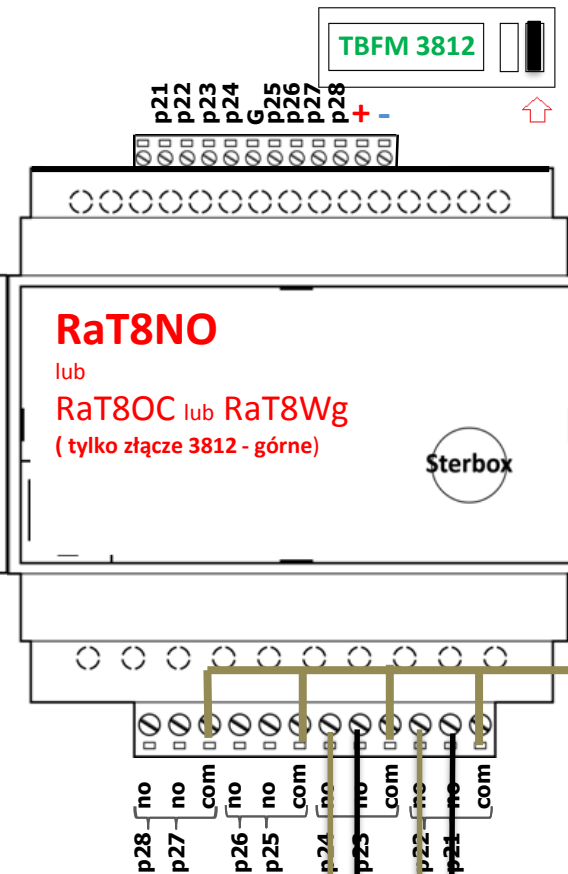 TBFM 3812
p21 p22 p23 p24 G p25 p26 p27 p28 + -
RaT8NO
lub
RaT8OC lub RaT8Wg
( tylko złącze 3812 - górne)
Sterbox
no no com no no com no no com no no com
p28 p27 p26 p25 p24 p23 p22 p21